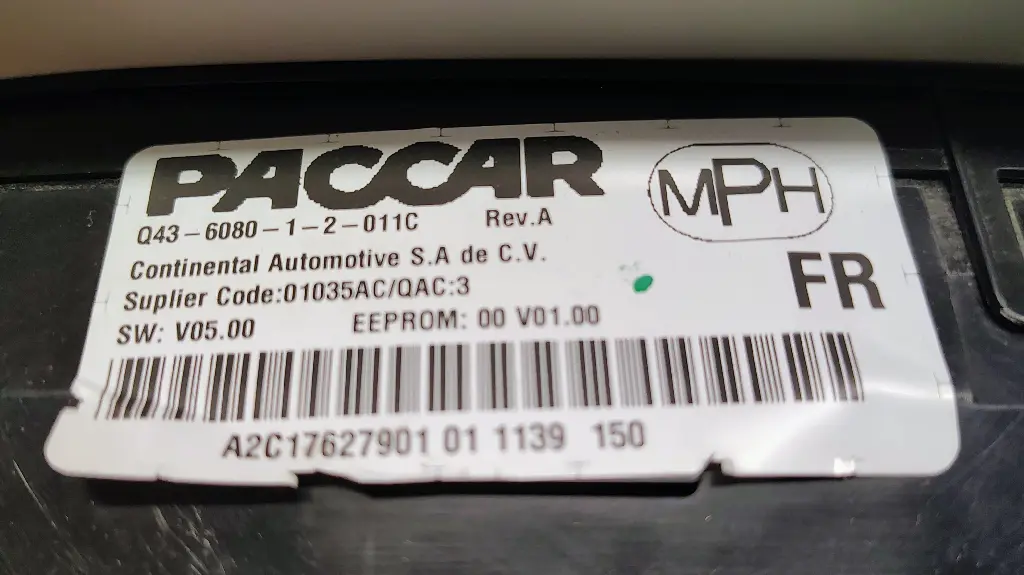 PACCAR
MPH
Q43-6080-1-2-011C Rev.A
Continental Automotive S.A de C.V.
FR
Suplier Code:01035AC/QAC:3
SW: V05.00 EEPROM: 00 V01.00
A2C17627901 01 1139 150